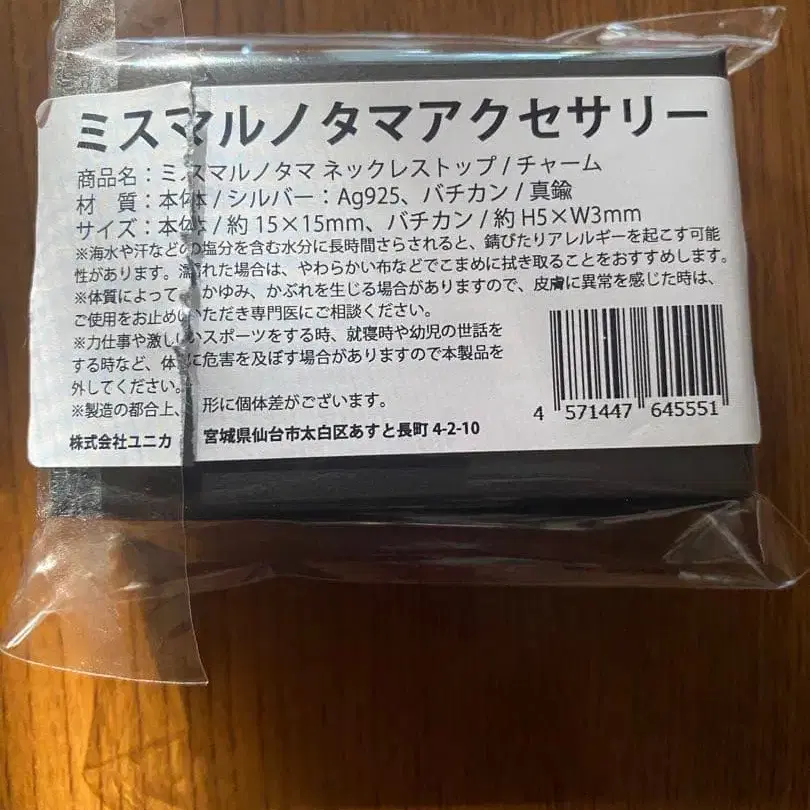 ミスマルノタマアクセサリー
商品名：ミスマルノタマ ネックレストップ / チャーム
材　質：本体 / シルバー：Ag925、バチカン / 真鍮
サイズ：本体 / 約 15×15mm、バチカン / 約 H5×W3mm
※海水や汗などの塩分を含む水分に長時間さらされると、錆びたりアレルギーを起こす可能
性があります。濡れた場合は、やわらかい布などでこまめに拭き取ることをおすすめします。
※体質によって かゆみ、かぶれを生じる場合がありますので、皮膚に異常を感じた時は、
ご使用をお止めいただき専門医にご相談ください。
※力仕事や激しいスポーツをする時、就寝時や幼児の世話を
する時など、体に危害を及ぼす場合がありますので本製品を
外してください。
※製造の都合上、 形に個体差がございます。
株式会社ユニカ 宮城県仙台市太白区あすと長町 4-2-10
4 571447 645551